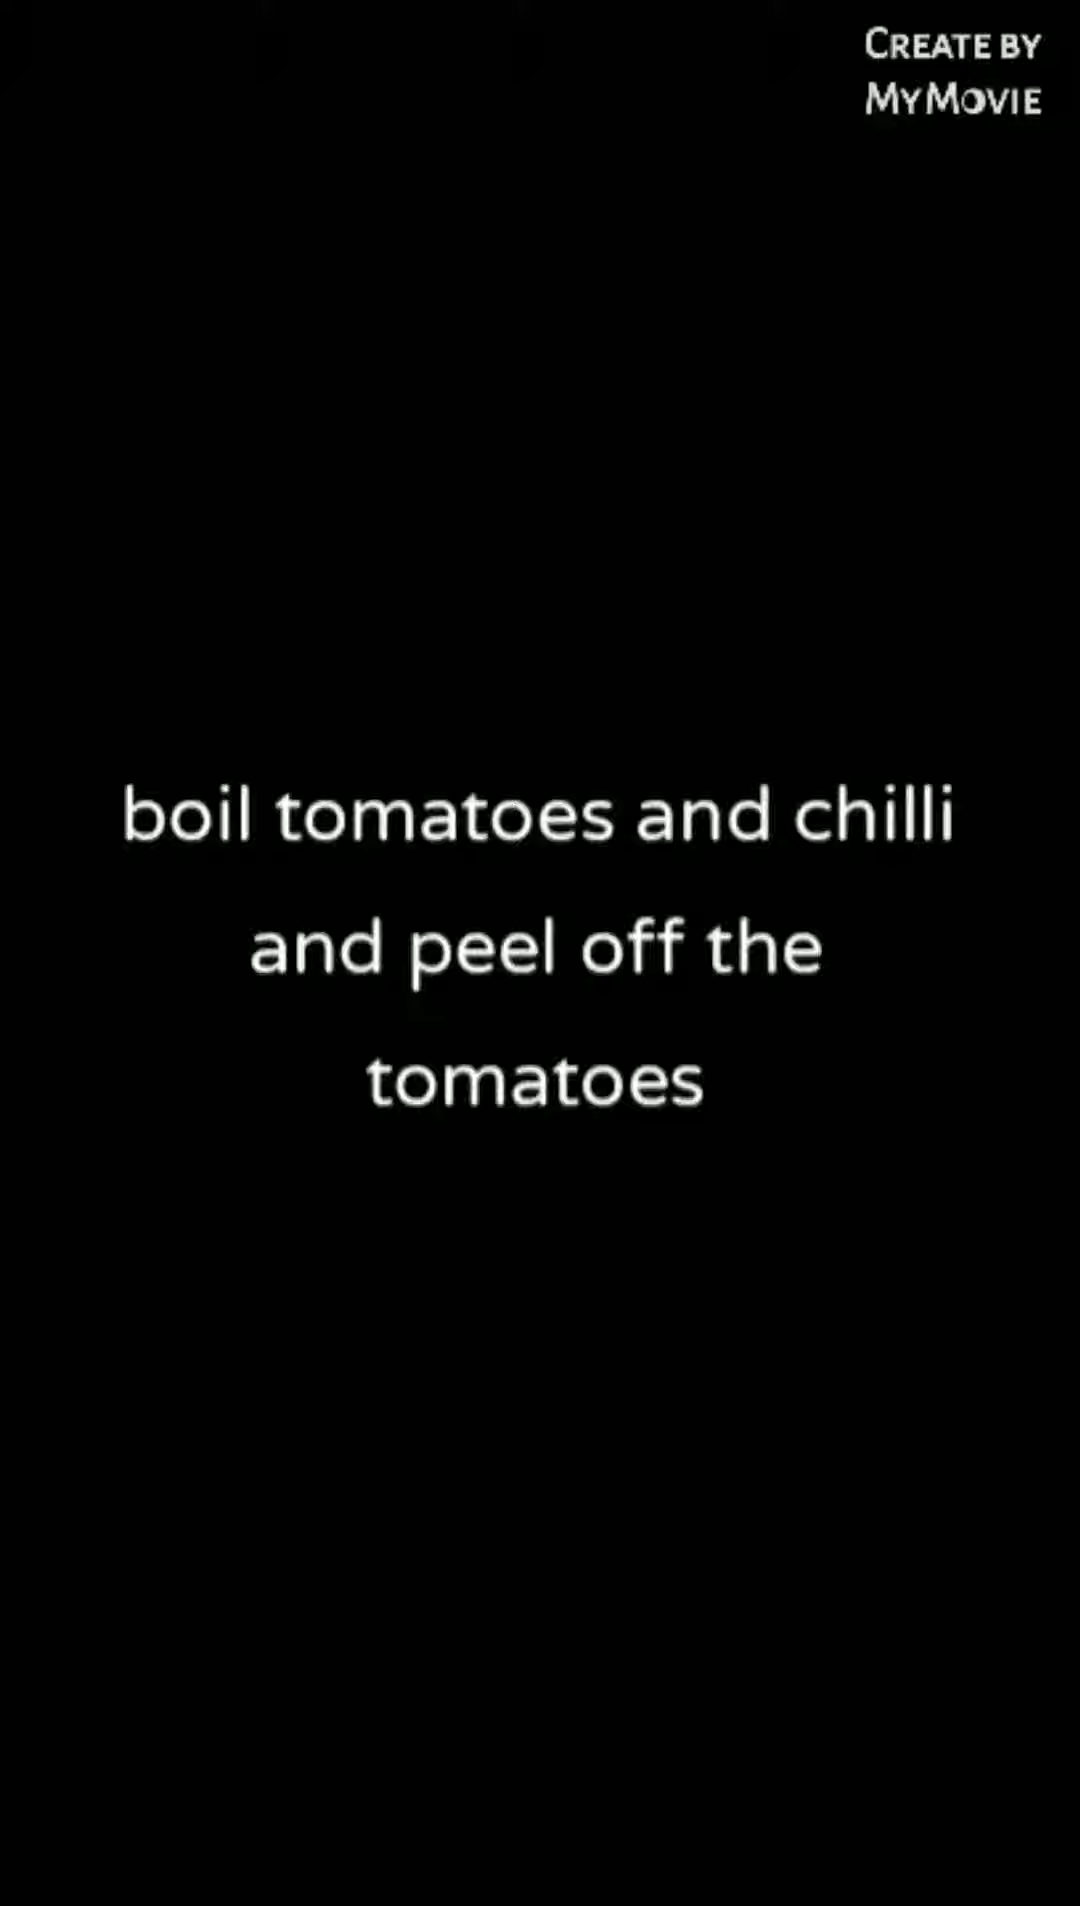 CREATE BY
MYMOVIE
boil tomatoes and chilli
and peel off the
tomatoes